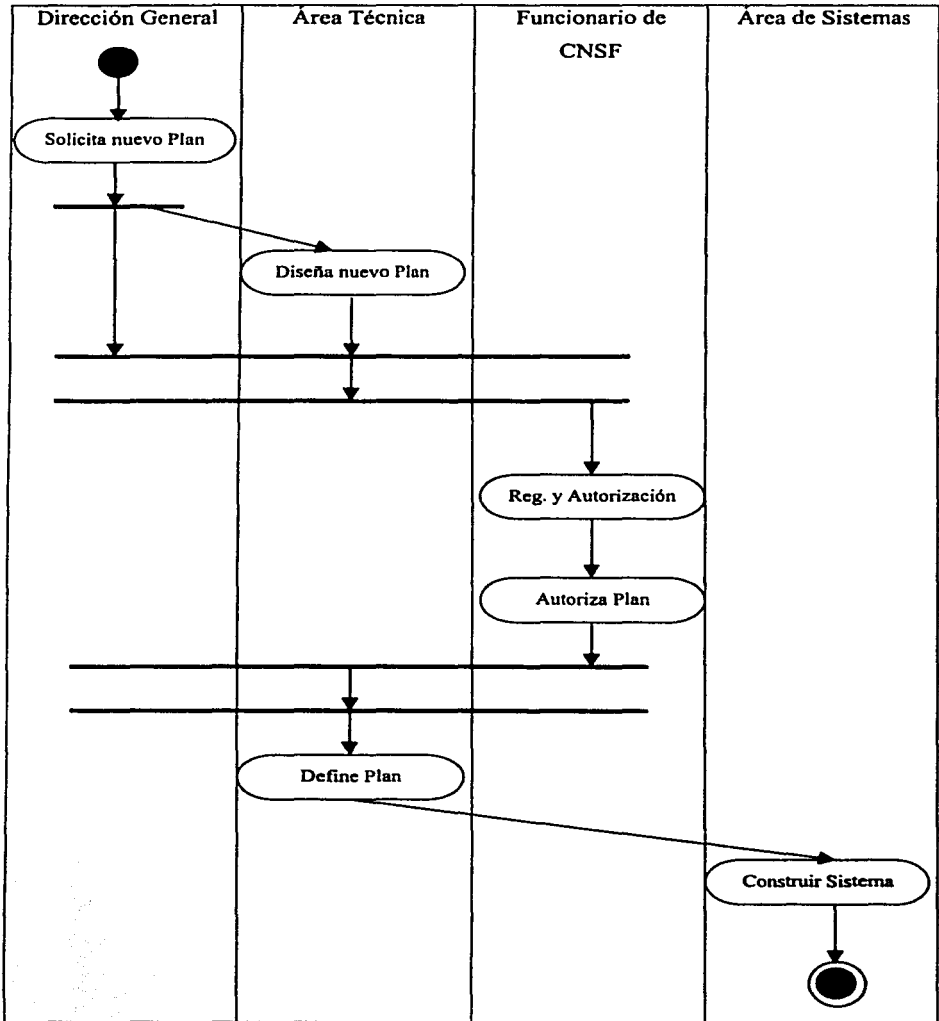 Dirección General
Área Técnica
Funcionario de
CNSF
Área de Sistemas
Solicita nuevo Plan
Diseña nuevo Plan
Reg. y Autorización
Autoriza Plan
Define Plan
Construir Sistema